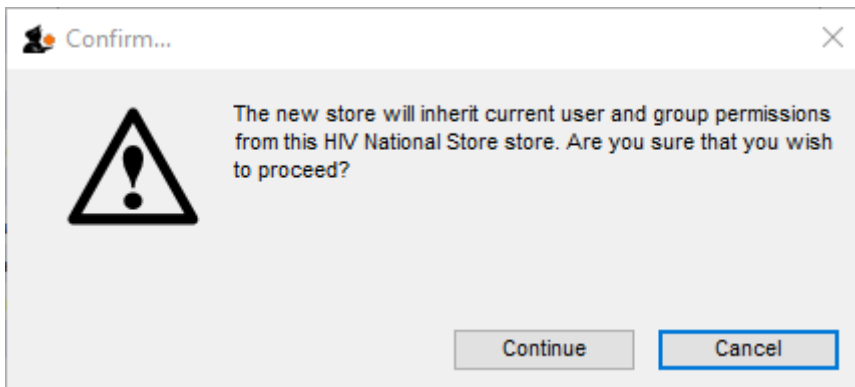 Confirm...
The new store will inherit current user and group permissions
from this HIV National Store store. Are you sure that you wish
to proceed?
Continue
Cancel